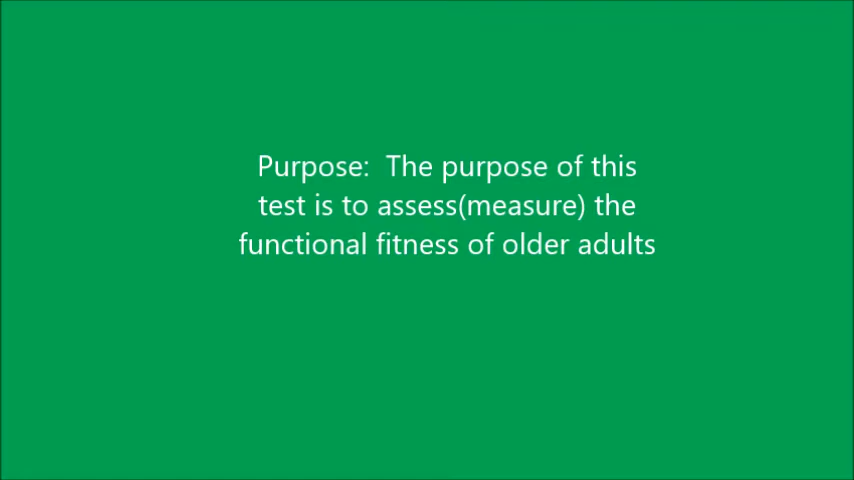 Purpose:  The purpose of this
test is to assess(measure) the
functional fitness of older adults